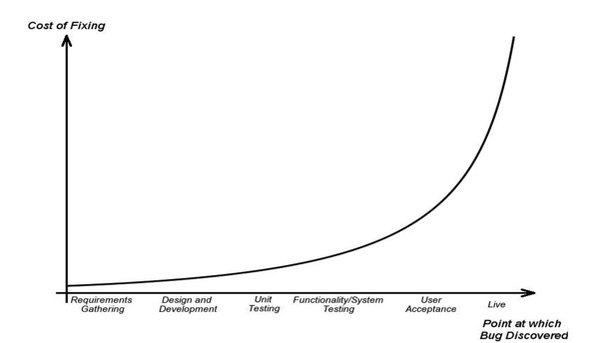 Cost of Fixing
Requirements
Gathering
Design and
Development
Unit
Testing
Functionality/System
Testing
User
Acceptance
Live
Point at which
Bug Discovered